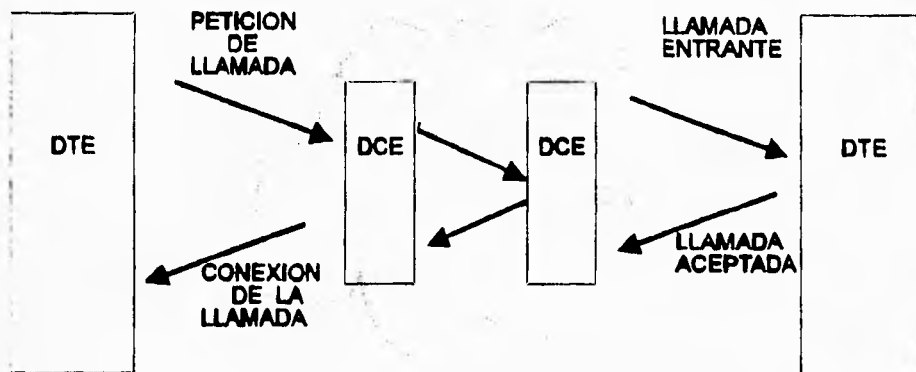 PETICION
DE
LLAMADA
LLAMADA
ENTRANTE
DTE
DCE
DCE
DTE
CONEXION
DE LA
LLAMADA
LLAMADA
ACEPTADA